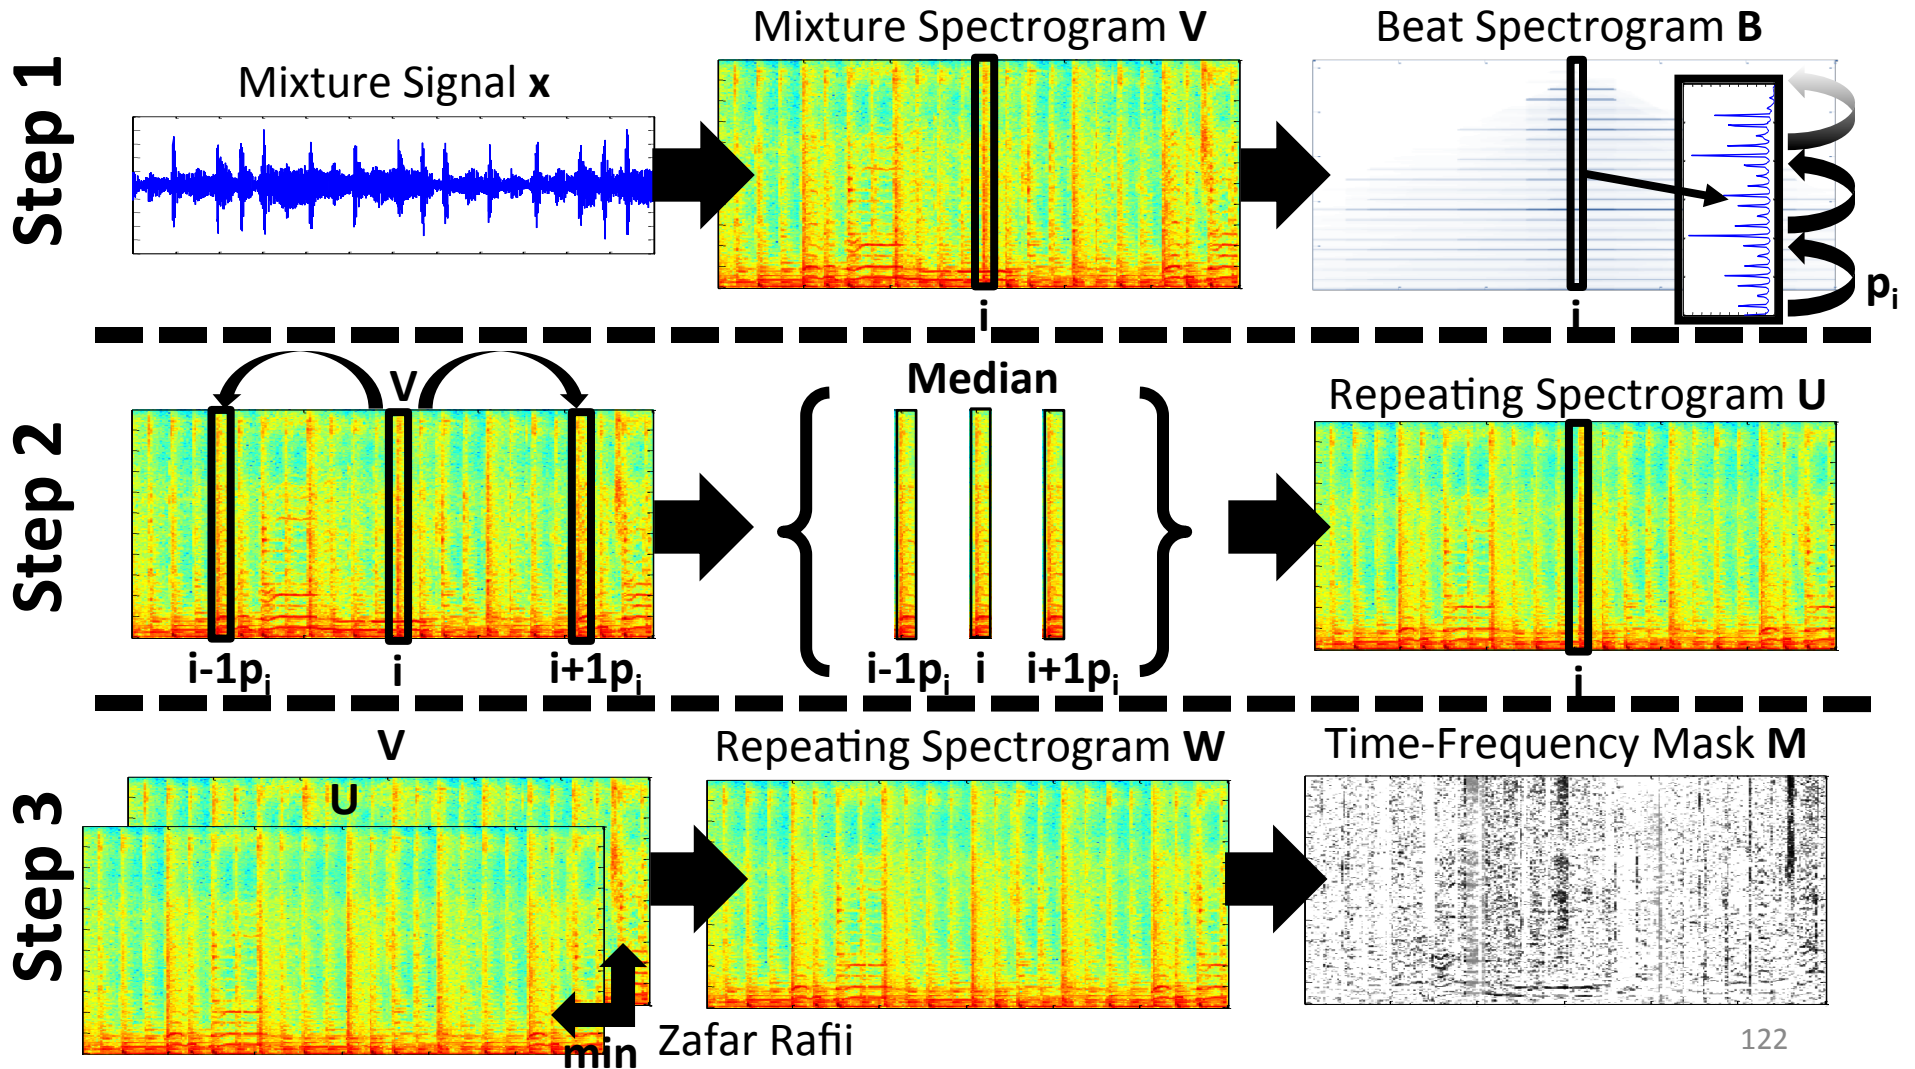 Step 1
Mixture Signal x
Mixture Spectrogram V
i
Beat Spectrogram B
i
pi
Step 2
V
i-1pi
i
i+1pi
Median
i-1pi
i
i+1pi
Repeating Spectrogram U
i
Step 3
V
U
min
Repeating Spectrogram W
Time-Frequency Mask M
Zafar Rafii
122